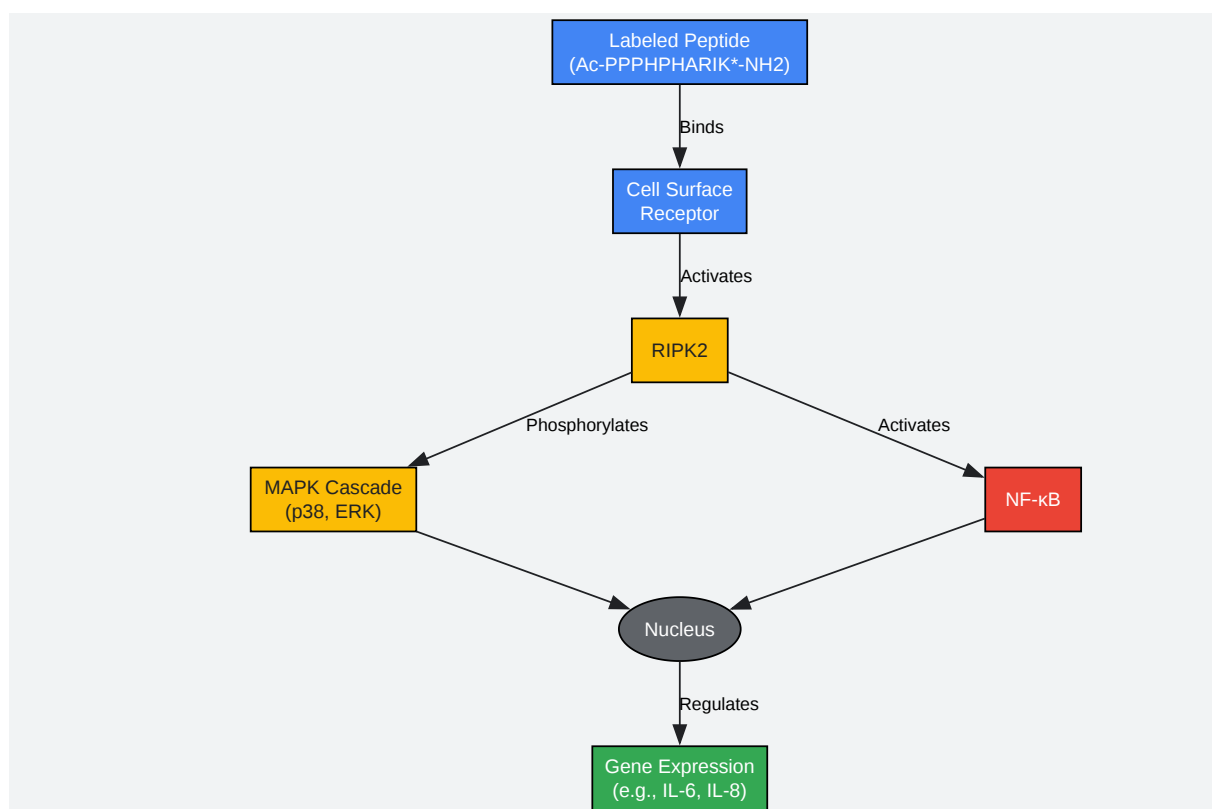 Labeled Peptide
(Ac-PPPHPHARIK*-NH2)
Binds
Cell Surface
Receptor
Activates
RIPK2
Phosphorylates
Activates
MAPK Cascade
(p38, ERK)
NF-κB
Nucleus
Regulates
Gene Expression
(e.g., IL-6, IL-8)